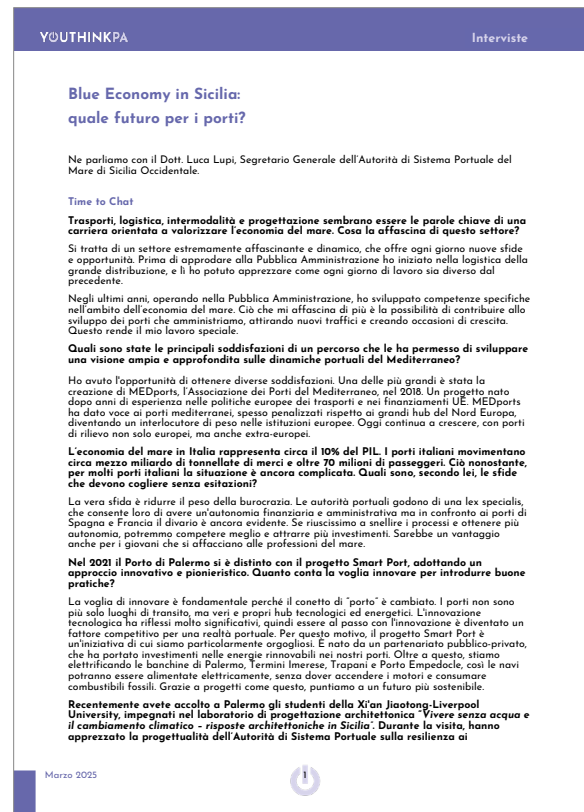 YOUTHINKPA
Interviste
Blue Economy in Sicilia:
quale futuro per i porti?
Ne parliamo con il Dott. Luca Lupi, Segretario Generale dell'Autorità di Sistema Portuale del
Mare di Sicilia Occidentale.
Time to Chat
Trasporti, logistica, intermodalità e progettazione sembrano essere le parole chiave di una
carriera orientata a valorizzare l'economia del mare. Cosa la affascina di questo settore?
Si tratta di un settore estremamente affascinante e dinamico, che offre ogni giorno nuove sfide
e opportunità. Prima di approdare alla Pubblica Amministrazione ho iniziato nella logistica della
grande distribuzione, e lì ho potuto apprezzare come ogni giorno di lavoro sia diverso dal
precedente.
Negli ultimi anni, operando nella Pubblica Amministrazione, ho sviluppato competenze specifiche
nell'ambito dell'economia del mare. Ciò che mi affascina di più è la possibilità di contribuire allo
sviluppo dei porti che amministriamo, attirando nuovi traffici e creando occasioni di crescita.
Questo rende il mio lavoro speciale.
Quali sono state le principali soddisfazioni di un percorso che le ha permesso di sviluppare
una visione ampia e approfondita sulle dinamiche portuali del Mediterraneo?
Ho avuto l'opportunità di ottenere diverse soddisfazioni. Una delle più grandi è stata la
creazione di MEDports, l'Associazione dei Porti del Mediterraneo, nel 2018. Un progetto nato
dopo anni di esperienza nelle politiche europee dei trasporti e nei finanziamenti UE. MEDports
ha dato voce ai porti mediterranei, spesso penalizzati rispetto ai grandi hub del Nord Europa,
diventando un interlocutore di peso nelle istituzioni europee. Oggi continua a crescere, con porti
di rilievo non solo europei, ma anche extra-europei.
L'economia del mare in Italia rappresenta circa il 10% del PIL. I porti italiani movimentano
circa mezzo miliardo di tonnellate di merci e oltre 70 milioni di passeggeri. Ciò nonostante,
per molti porti italiani la situazione è ancora complicata. Quali sono, secondo lei, le sfide
che devono cogliere senza esitazioni?
La vera sfida è ridurre il peso della burocrazia. Le autorità portuali godono di una lex specialis,
che consente loro di avere un'autonomia finanziaria e amministrativa ma in confronto ai porti di
Spagna e Francia il divario è ancora evidente. Se riuscissimo a snellire i processi e ottenere più
autonomia, potremmo competere meglio e attrarre più investimenti. Sarebbe un vantaggio
anche per i giovani che si affacciano alle professioni del mare.
Nel 2021 il Porto di Palermo si è distinto con il progetto Smart Port, adottando un
approccio innovativo e pionieristico. Quanto conta la voglia innovare per introdurre buone
pratiche?
La voglia di innovare è fondamentale perché il conetto di "porto" è cambiato. I porti non sono
più solo luoghi di transito, ma veri e propri hub tecnologici ed energetici. L'innovazione
tecnologica ha riflessi molto significativi, quindi essere al passo con l'innovazione è diventato un
fattore competitivo per una realtà portuale. Per questo motivo, il progetto Smart Port è
un'iniziativa di cui siamo particolarmente orgogliosi. È nato da un partenariato pubblico-privato,
che ha portato investimenti nelle energie rinnovabili nei nostri porti. Oltre a questo, stiamo
elettrificando le banchine di Palermo, Termini Imerese, Trapani e Porto Empedocle, così le navi
potranno essere alimentate elettricamente, senza dover accendere i motori e consumare
combustibili fossili. Grazie a progetti come questo, puntiamo a un futuro più sostenibile.
Recentemente avete accolto a Palermo gli studenti della Xi'an Jiaotong-Liverpool
University, impegnati nel laboratorio di progettazione architettonica "Vivere senza acqua e
il cambiamento climatico – risposte architettoniche in Sicilia". Durante la visita, hanno
apprezzato la progettualità dell'Autorità di Sistema Portuale sulla resilienza ai
Marzo 2025
1